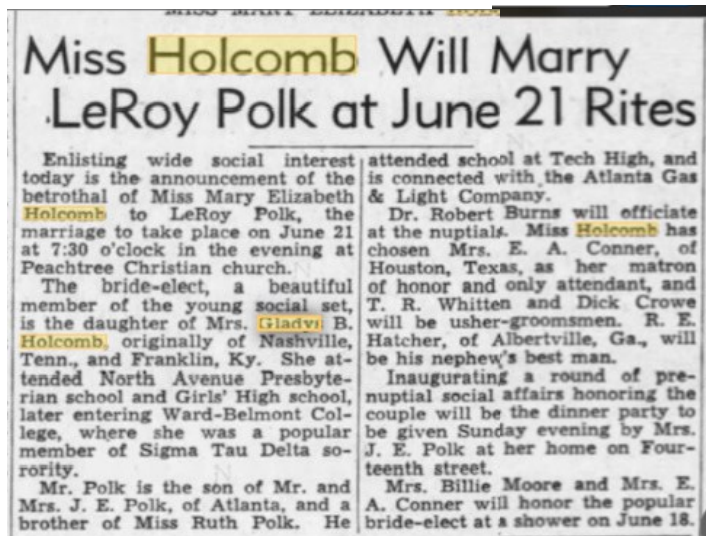 MISS MARY ELIZABETH
Miss Holcomb Will Marry
LeRoy Polk at June 21 Rites
Enlisting wide social interest
today is the announcement of the
betrothal of Miss Mary Elizabeth
Holcomb to LeRoy Polk, the
marriage to take place on June 21
at 7:30 o'clock in the evening at
Peachtree Christian church.
The bride-elect, a beautiful
member of the young social set,
is the daughter of Mrs. Gladys B.
Holcomb, originally of Nashville,
Tenn., and Franklin, Ky. She at-
tended North Avenue Presbyte-
rian school and Girls' High school,
later entering Ward-Belmont Col-
lege, where she was a popular
member of Sigma Tau Delta so-
rority.
Mr. Polk is the son of Mr. and
Mrs. J. E. Polk, of Atlanta, and a
brother of Miss Ruth Polk. He
attended school at Tech High, and
is connected with the Atlanta Gas
& Light Company.
Dr. Robert Burns will officiate
at the nuptials. Miss Holcomb has
chosen Mrs. E. A. Conner, of
Houston, Texas, as her matron
of honor and only attendant, and
T. R. Whitten and Dick Crowe
will be usher-groomsmen. R. E.
Hatcher, of Albertville, Ga., will
be his nephew's best man.
Inaugurating a round of pre-
nuptial social affairs honoring the
couple will be the dinner party to
be given Sunday evening by Mrs.
J. E. Polk at her home on Four-
teenth street.
Mrs. Billie Moore and Mrs. E.
A. Conner will honor the popular
bride-elect at a shower on June 18.